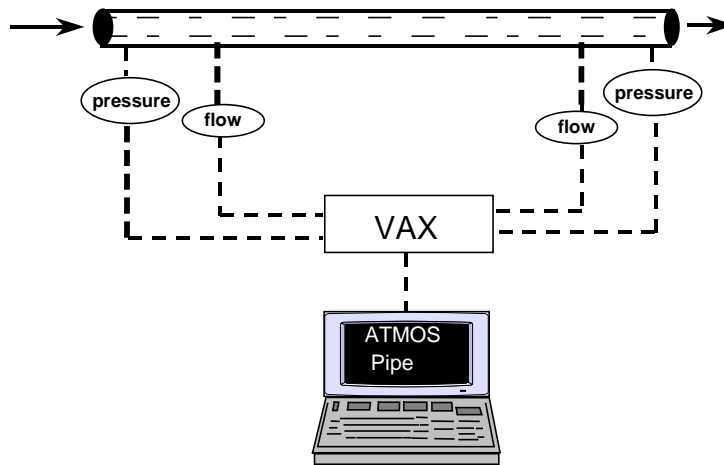 pressure
flow
flow
pressure
VAX
ATMOS
Pipe